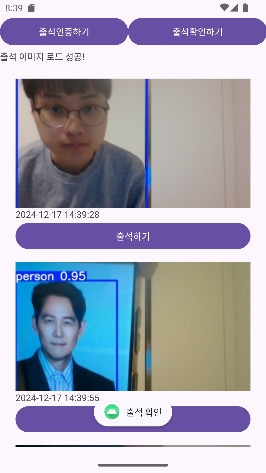 8:39
출석인증하기
출석확인하기
출석 이미지 로드 성공!
2024-12-17 14:39:28
출석하기
person 0.95
2024-12-17 14:39:55
출석 확인